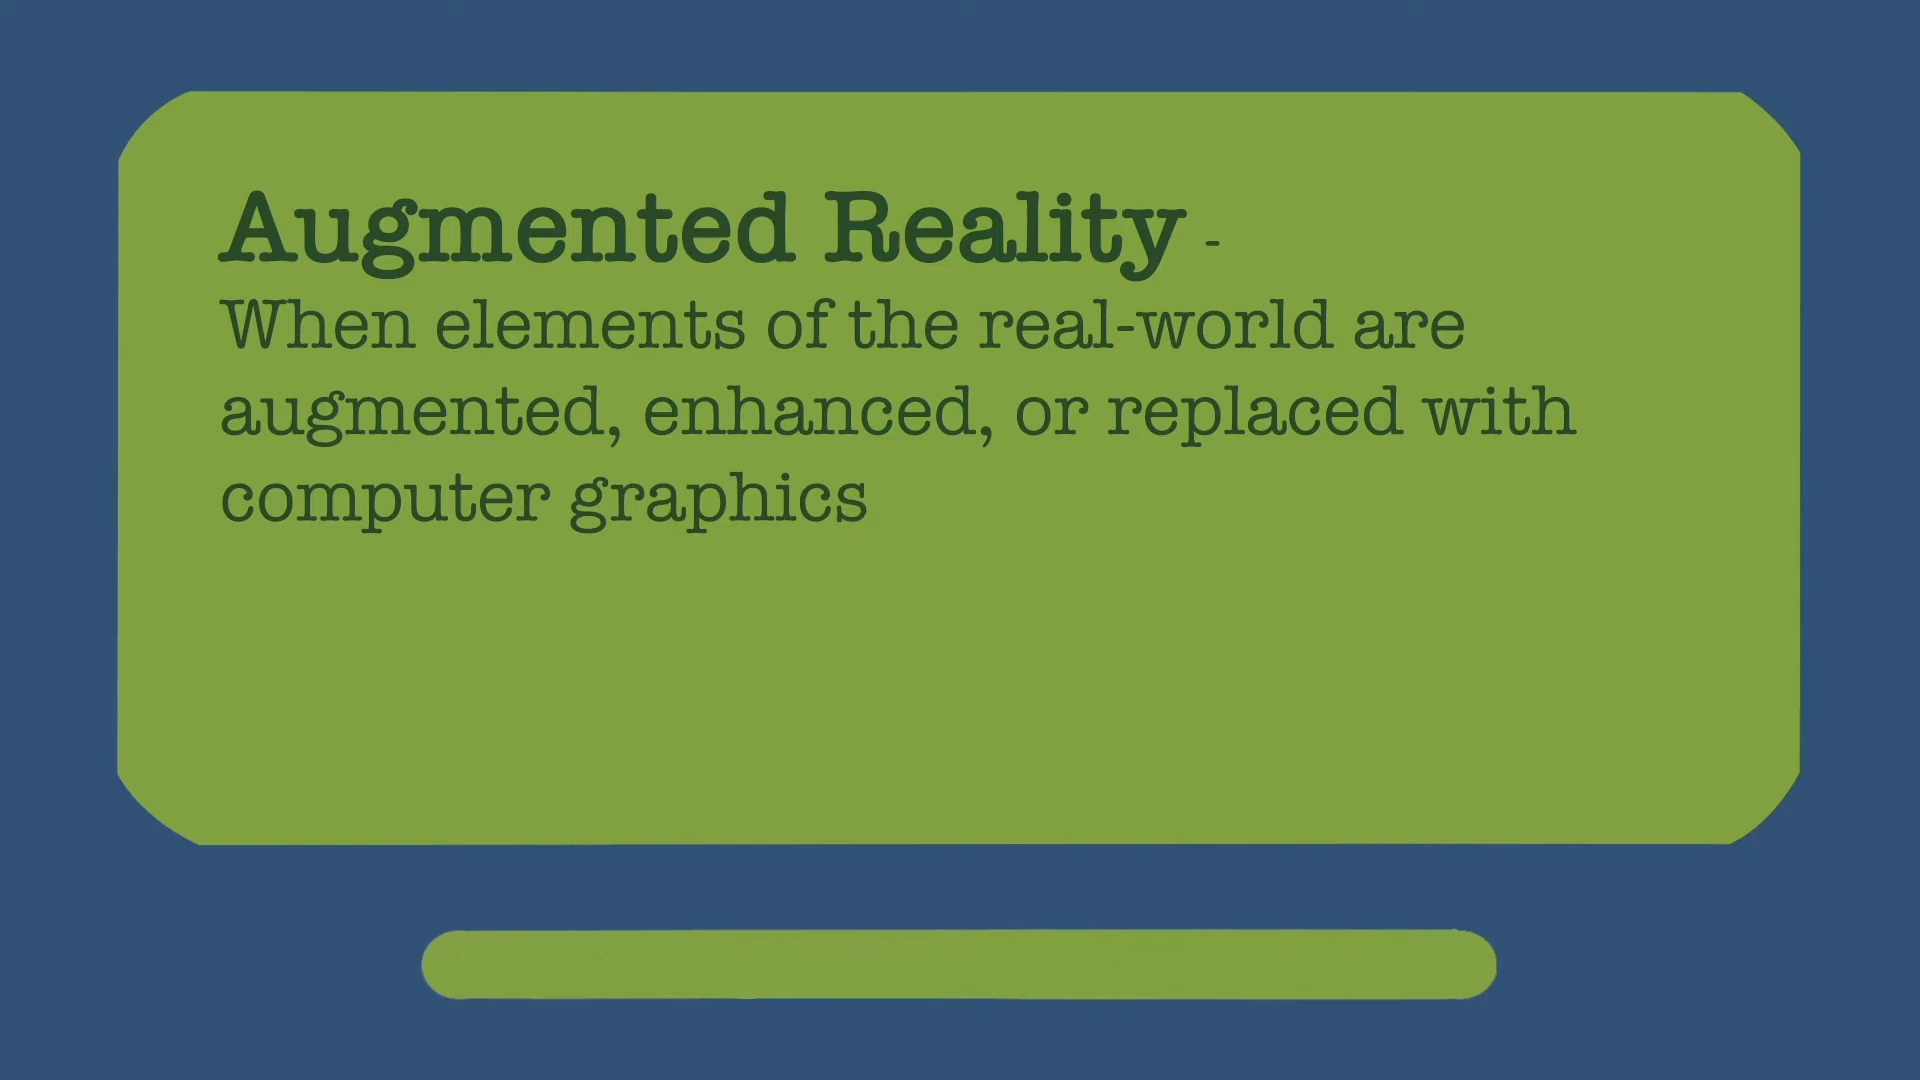 Augmented Reality -
When elements of the real-world are
augmented, enhanced, or replaced with
computer graphics